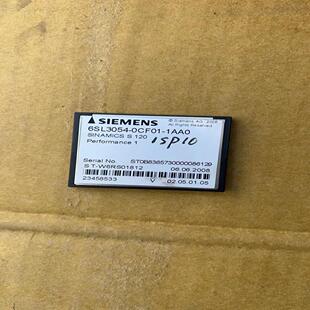 © Siemens AG, 2006
All Rights Reserved
SIEMENS
6SL3054-0CF01-1AA0
SINAMICS S 120
Performance 1
1SP10
Serial No. ST0B6385730000086129
ST-W6RS01812 06.06.2008
23458533 V 02.05.01.05